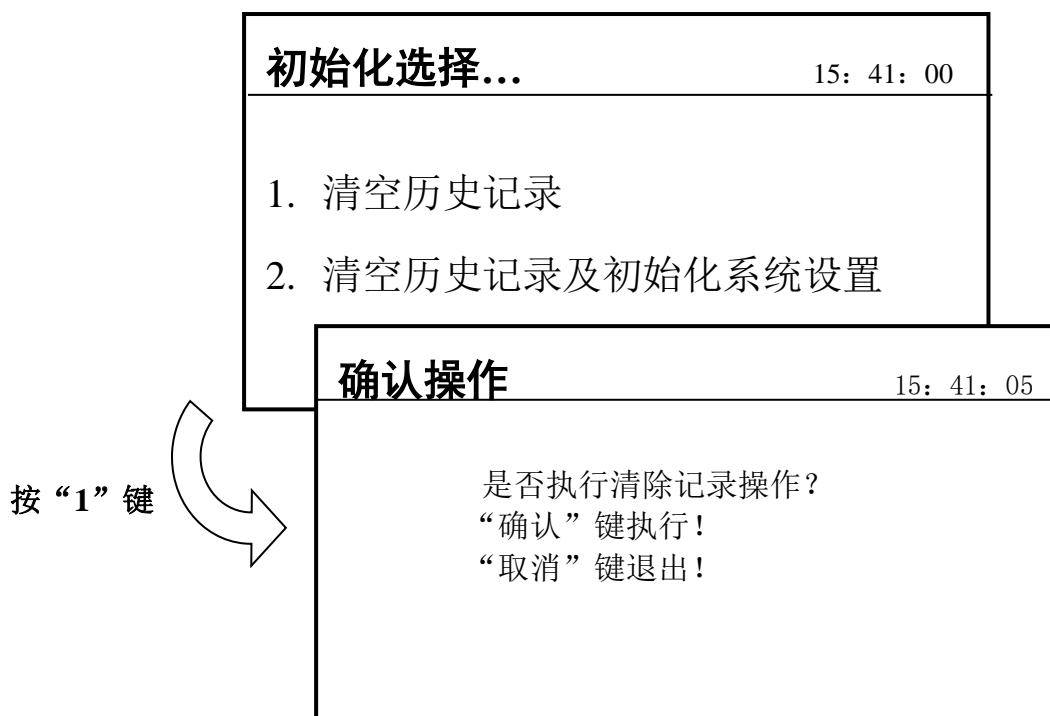 初始化选择... 15：41：00
1. 清空历史记录
2. 清空历史记录及初始化系统设置
确认操作 15：41：05
按“1”键
是否执行清除记录操作？
“确认”键执行！
“取消”键退出！